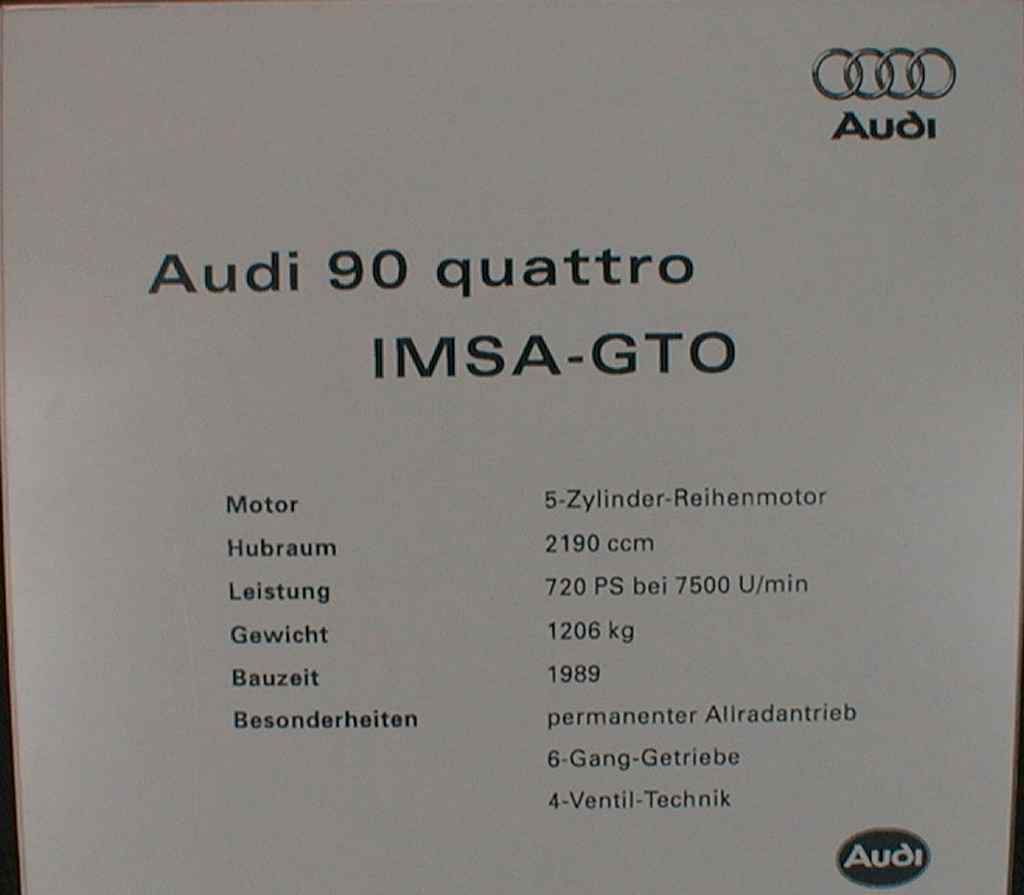 Audi
Audi 90 quattro
IMSA-GTO
Motor 5-Zylinder-Reihenmotor
Hubraum 2190 ccm
Leistung 720 PS bei 7500 U/min
Gewicht 1206 kg
Bauzeit 1989
Besonderheiten permanenter Allradantrieb
6-Gang-Getriebe
4-Ventil-Technik
Audi